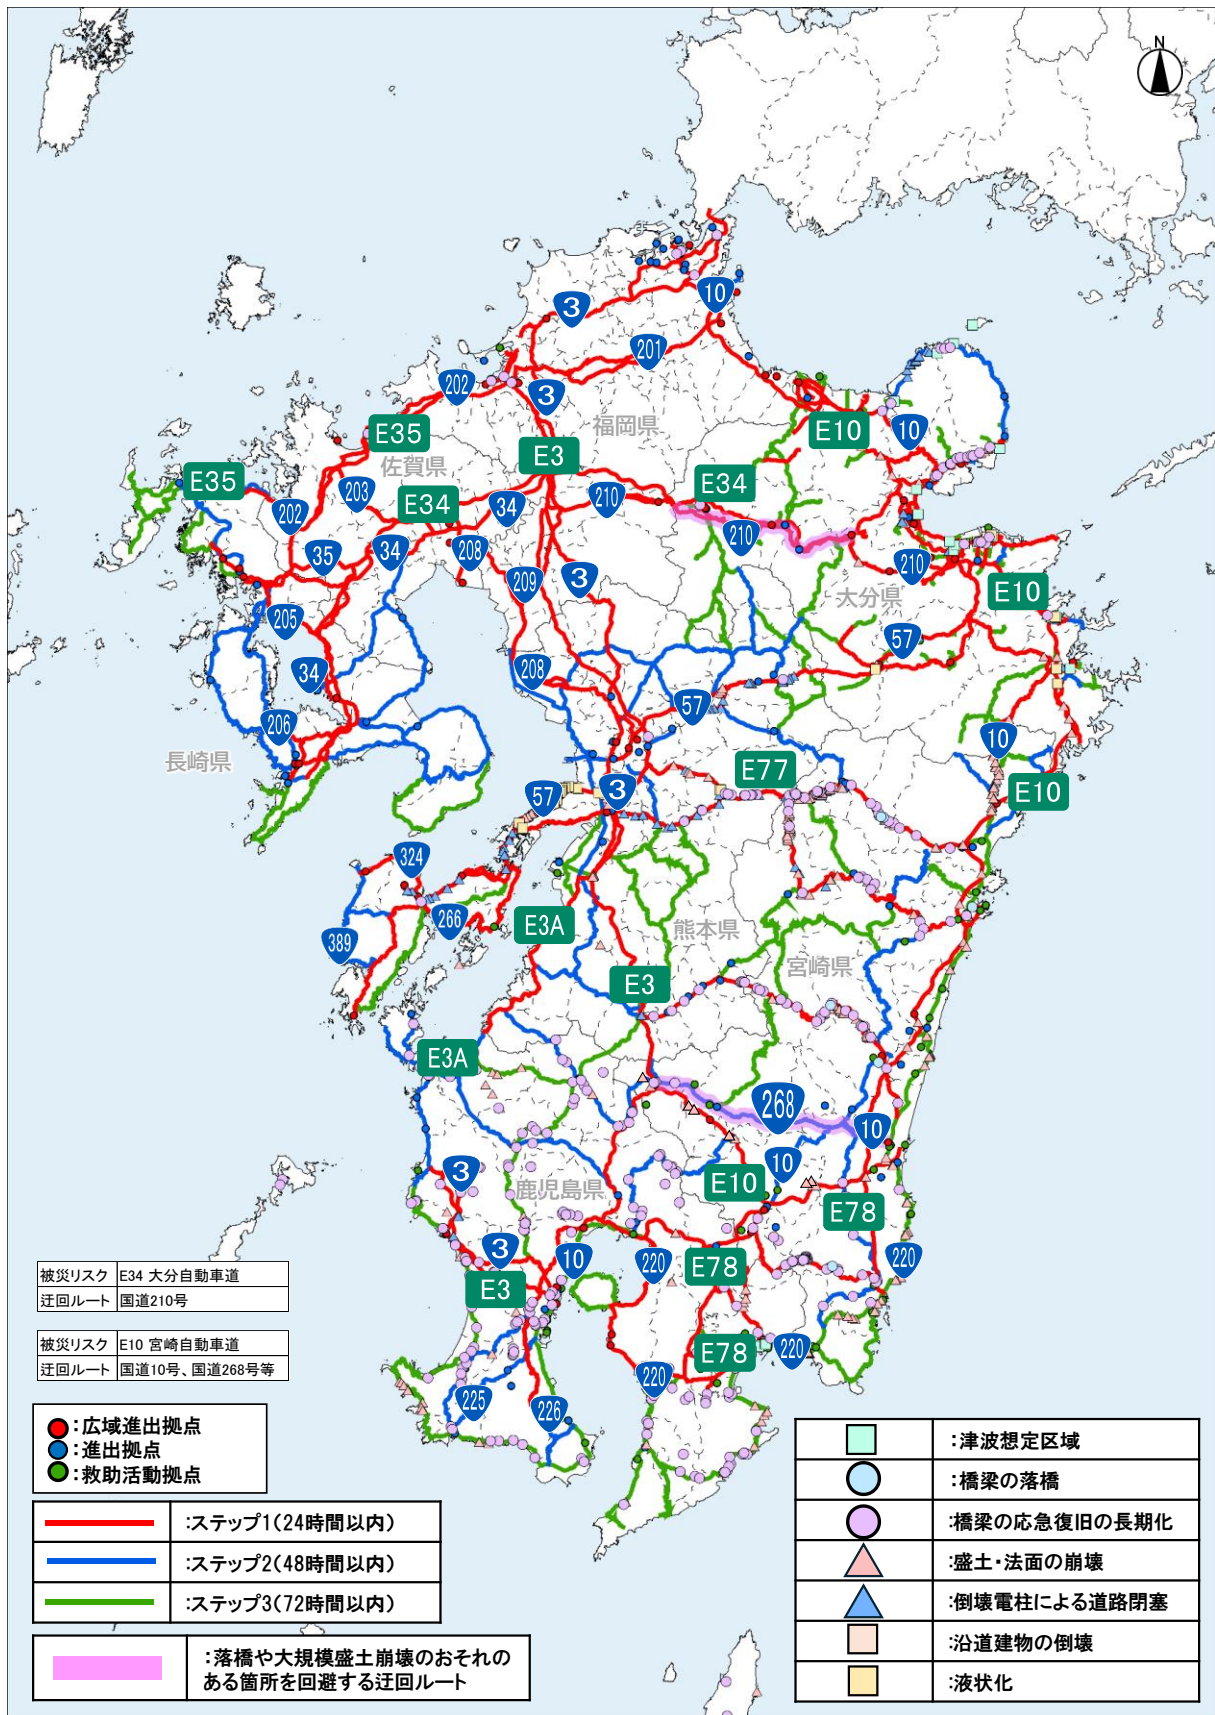 N
3
10
201
202
3
福岡県
E35
E10
10
E3
佐賀県
E35
E34
203
E34
210
34
202
210
35
34
208
210
209
3
大分県
E10
205
57
34
208
57
206
10
長崎県
E77
E10
57
3
324
266
E3A
熊本県
389
宮崎県
E3
E3A
268
10
3
10
E10
鹿児島県
E78
3
10
220
E78
220
E3
E78
220
220
225
226
被災リスク E34 大分自動車道
迂回ルート 国道210号
被災リスク E10 宮崎自動車道
迂回ルート 国道10号、国道268号等
：広域進出拠点
：進出拠点
：救助活動拠点
：ステップ1（24時間以内）
：ステップ2（48時間以内）
：ステップ3（72時間以内）
：落橋や大規模盛土崩壊のおそれの
ある箇所を回避する迂回ルート
：津波想定区域
：橋梁の落橋
：橋梁の応急復旧の長期化
：盛土・法面の崩壊
：倒壊電柱による道路閉塞
：沿道建物の倒壊
：液状化